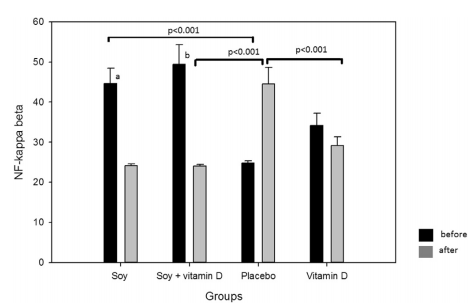 60
50
40
30
20
10
0
NF-kappa beta
p<0.001
p<0.001
p<0.001
a
b
Soy
Soy + vitamin D
Placebo
Vitamin D
Groups
before
after